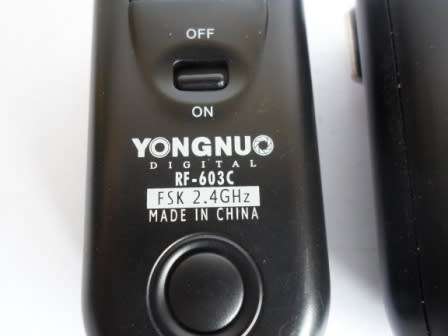 OFF
ON
YONGNUO
DIGITAL
RF-603C
FSK 2.4GHz
MADE IN CHINA